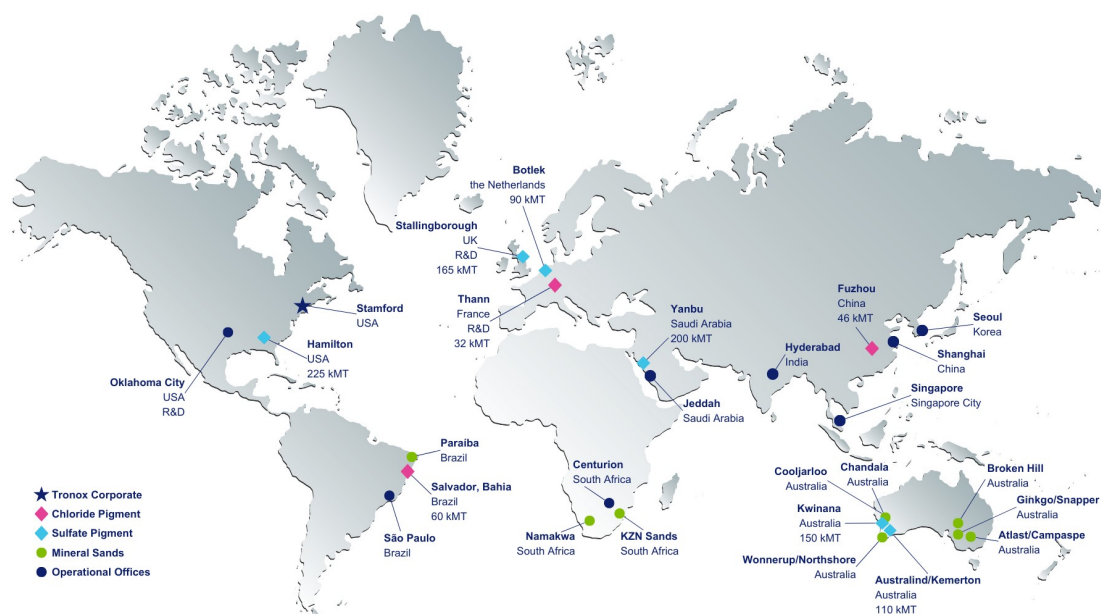 Botlek
the Netherlands
90 kMT
Stallingborough
UK
R&D
165 kMT
Thann
France
R&D
32 kMT
Yanbu
Saudi Arabia
200 kMT
Fuzhou
China
46 kMT
Seoul
Korea
Stamford
USA
Hamilton
USA
225 kMT
Oklahoma City
USA
R&D
Hyderabad
India
Shanghai
China
Singapore
Singapore City
Jeddah
Saudi Arabia
Paraíba
Brazil
Salvador, Bahia
Brazil
60 kMT
São Paulo
Brazil
Centurion
South Africa
Namakwa
South Africa
KZN Sands
South Africa
Cooljarloo
Australia
Chandala
Australia
Kwinana
Australia
150 kMT
Wonnerup/Northshore
Australia
Australind/Kemerton
Australia
110 kMT
Broken Hill
Australia
Ginkgo/Snapper
Australia
Atlast/Campaspe
Australia
Tronox Corporate
Chloride Pigment
Sulfate Pigment
Mineral Sands
Operational Offices